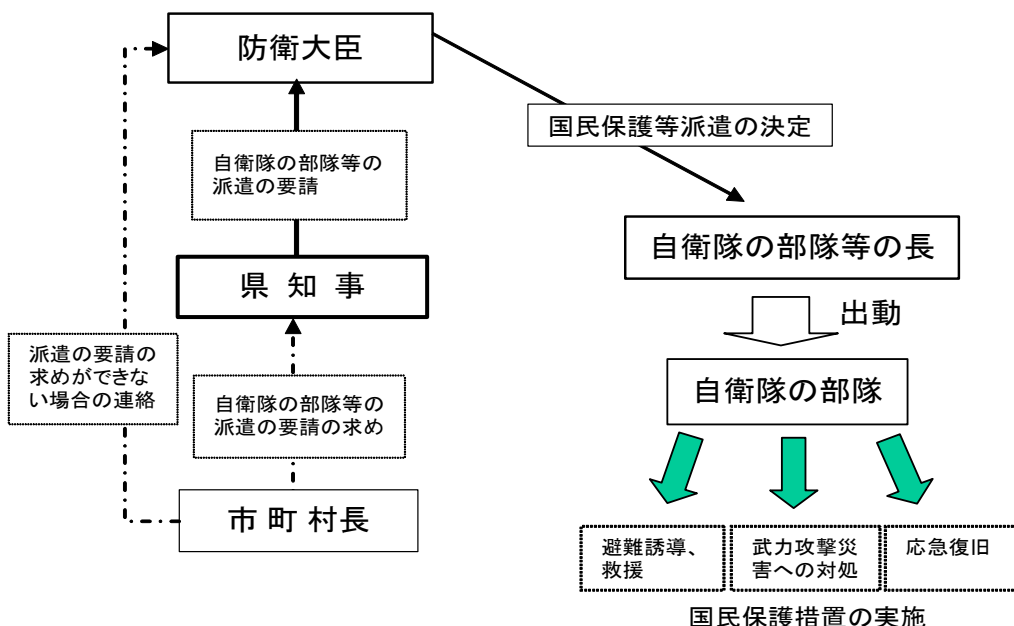 防衛大臣
国民保護等派遣の決定
自衛隊の部隊等の
派遣の要請
自衛隊の部隊等の長
県 知 事
出動
派遣の要請の
求めができな
い場合の連絡
自衛隊の部隊
自衛隊の部隊等の
派遣の要請の求め
市 町 村長
避難誘導、
救援
武力攻撃災
害への対処
応急復旧
国民保護措置の実施